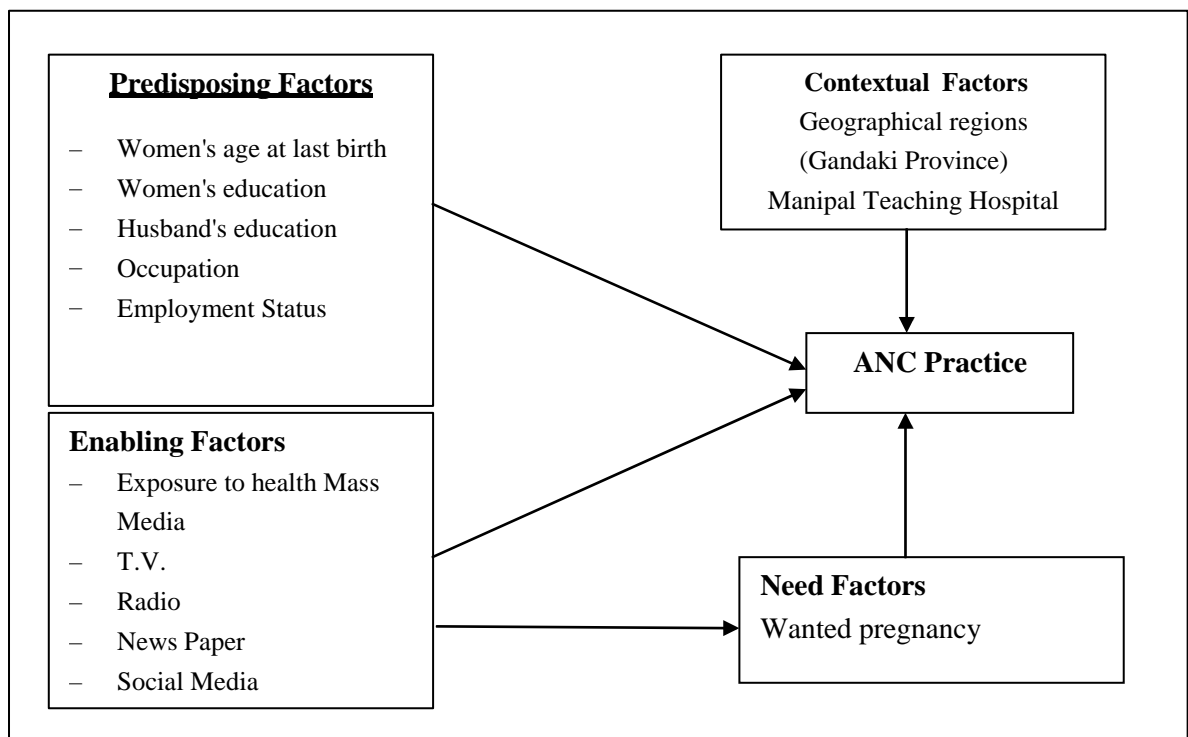 Predisposing Factors
– Women's age at last birth
– Women's education
– Husband's education
– Occupation
– Employment Status
Enabling Factors
– Exposure to health Mass
Media
– T.V.
– Radio
– News Paper
– Social Media
Contextual Factors
Geographical regions
(Gandaki Province)
Manipal Teaching Hospital
ANC Practice
Need Factors
Wanted pregnancy